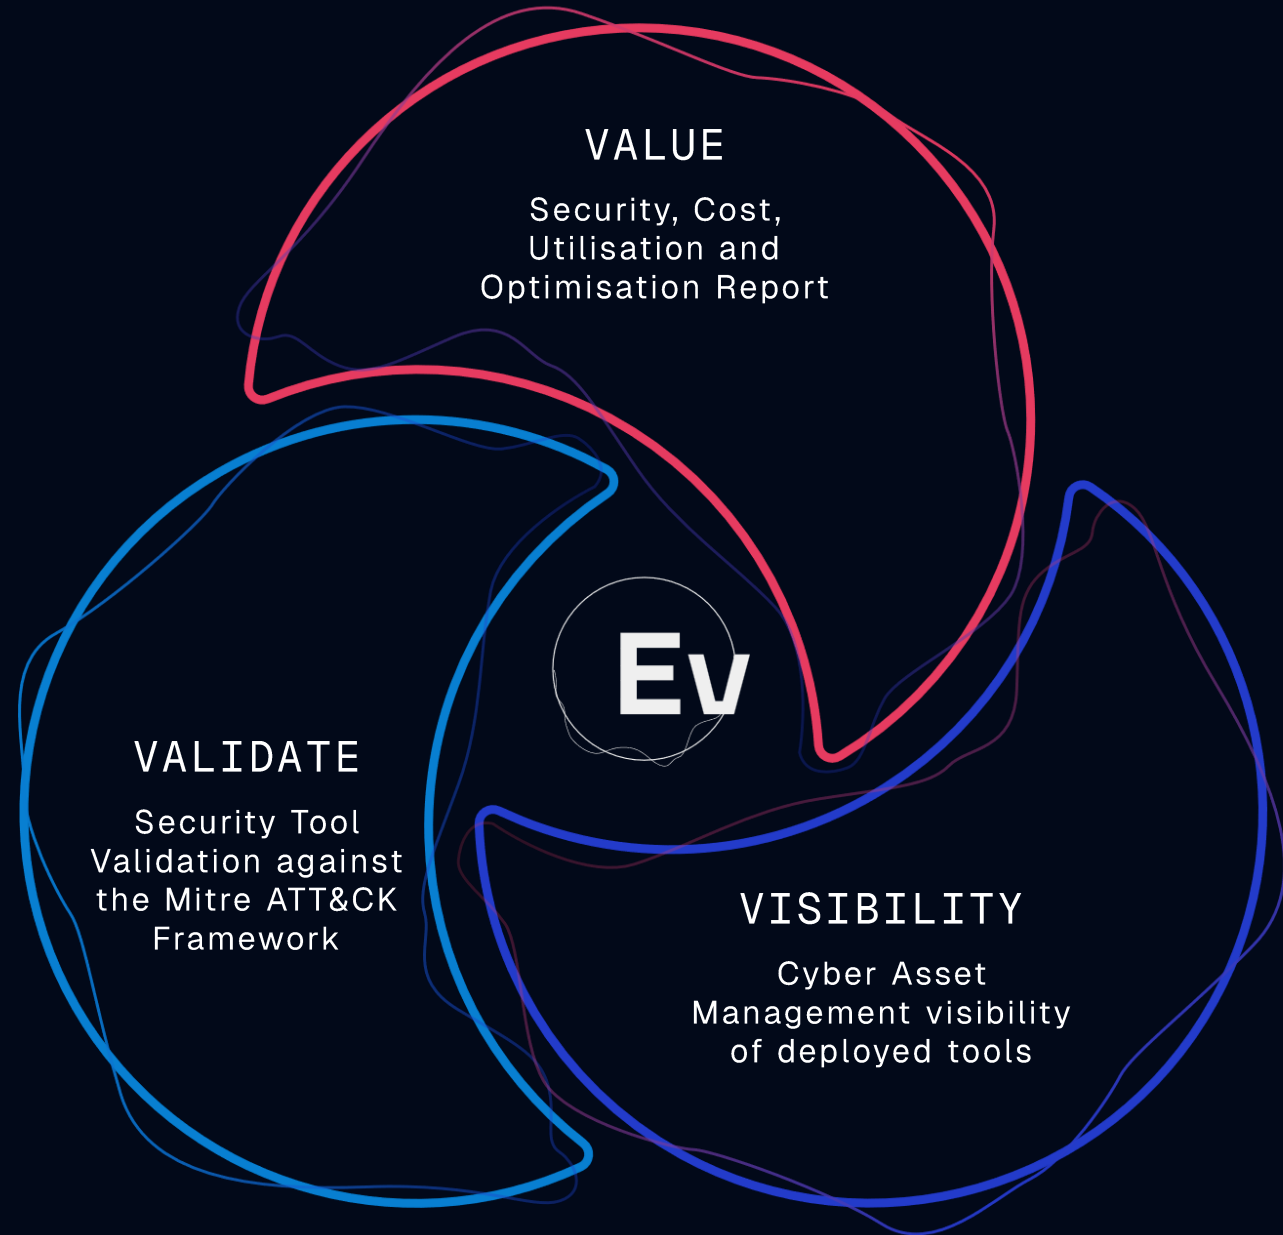 VALUE
Security, Cost,
Utilisation and
Optimisation Report
Ev
VALIDATE
Security Tool
Validation against
the Mitre ATT&CK
Framework
VISIBILITY
Cyber Asset
Management visibility
of deployed tools